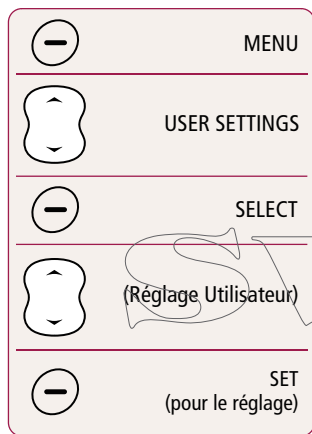 MENU
USER SETTINGS
SELECT
(Réglage Utilisateur)
SET
(pour le réglage)